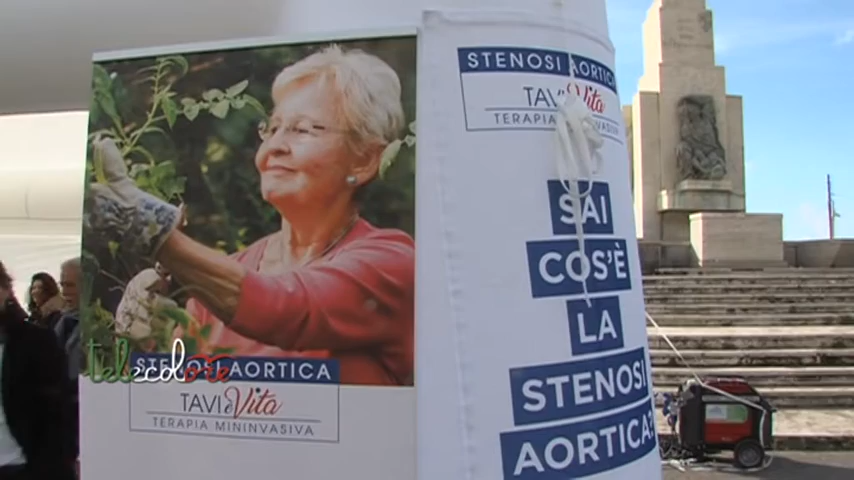 STENOSI AORTICA
TAVI è Vita
TERAPIA MININVASIVA
telecolore
STENOSI AORTICA
TAVI è Vita
TERAPIA MININVASIVA
SAI
COS'È
LA
STENOSI
AORTICA?